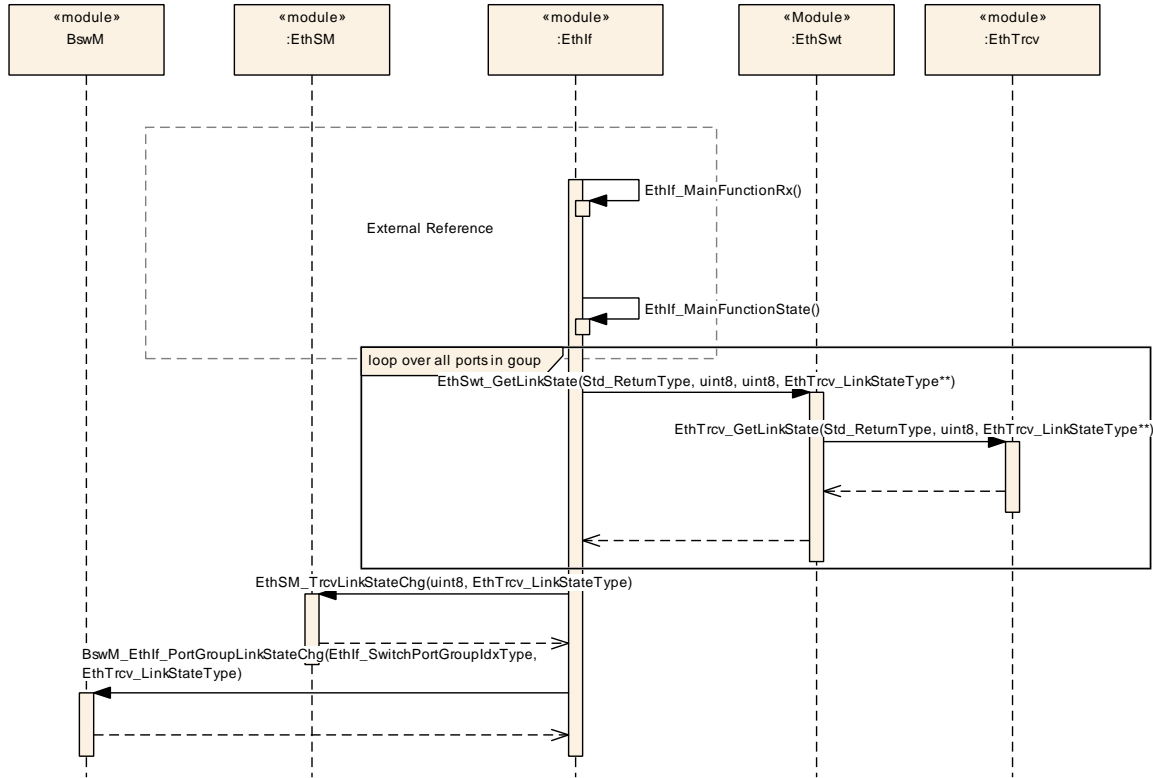 «module»
BswM
«module»
:EthSM
«module»
:EthIf
«Module»
:EthSwt
«module»
:EthTrcv
EthIf_MainFunctionRx()
External Reference
EthIf_MainFunctionState()
loop over all ports in goup
EthSwt_GetLinkState(Std_ReturnType, uint8, uint8, EthTrcv_LinkStateType**)
EthTrcv_GetLinkState(Std_ReturnType, uint8, EthTrcv_LinkStateType**)
EthSM_TrcvLinkStateChg(uint8, EthTrcv_LinkStateType)
BswM_EthIf_PortGroupLinkStateChg(EthIf_SwitchPortGroupIdxType,
EthTrcv_LinkStateType)